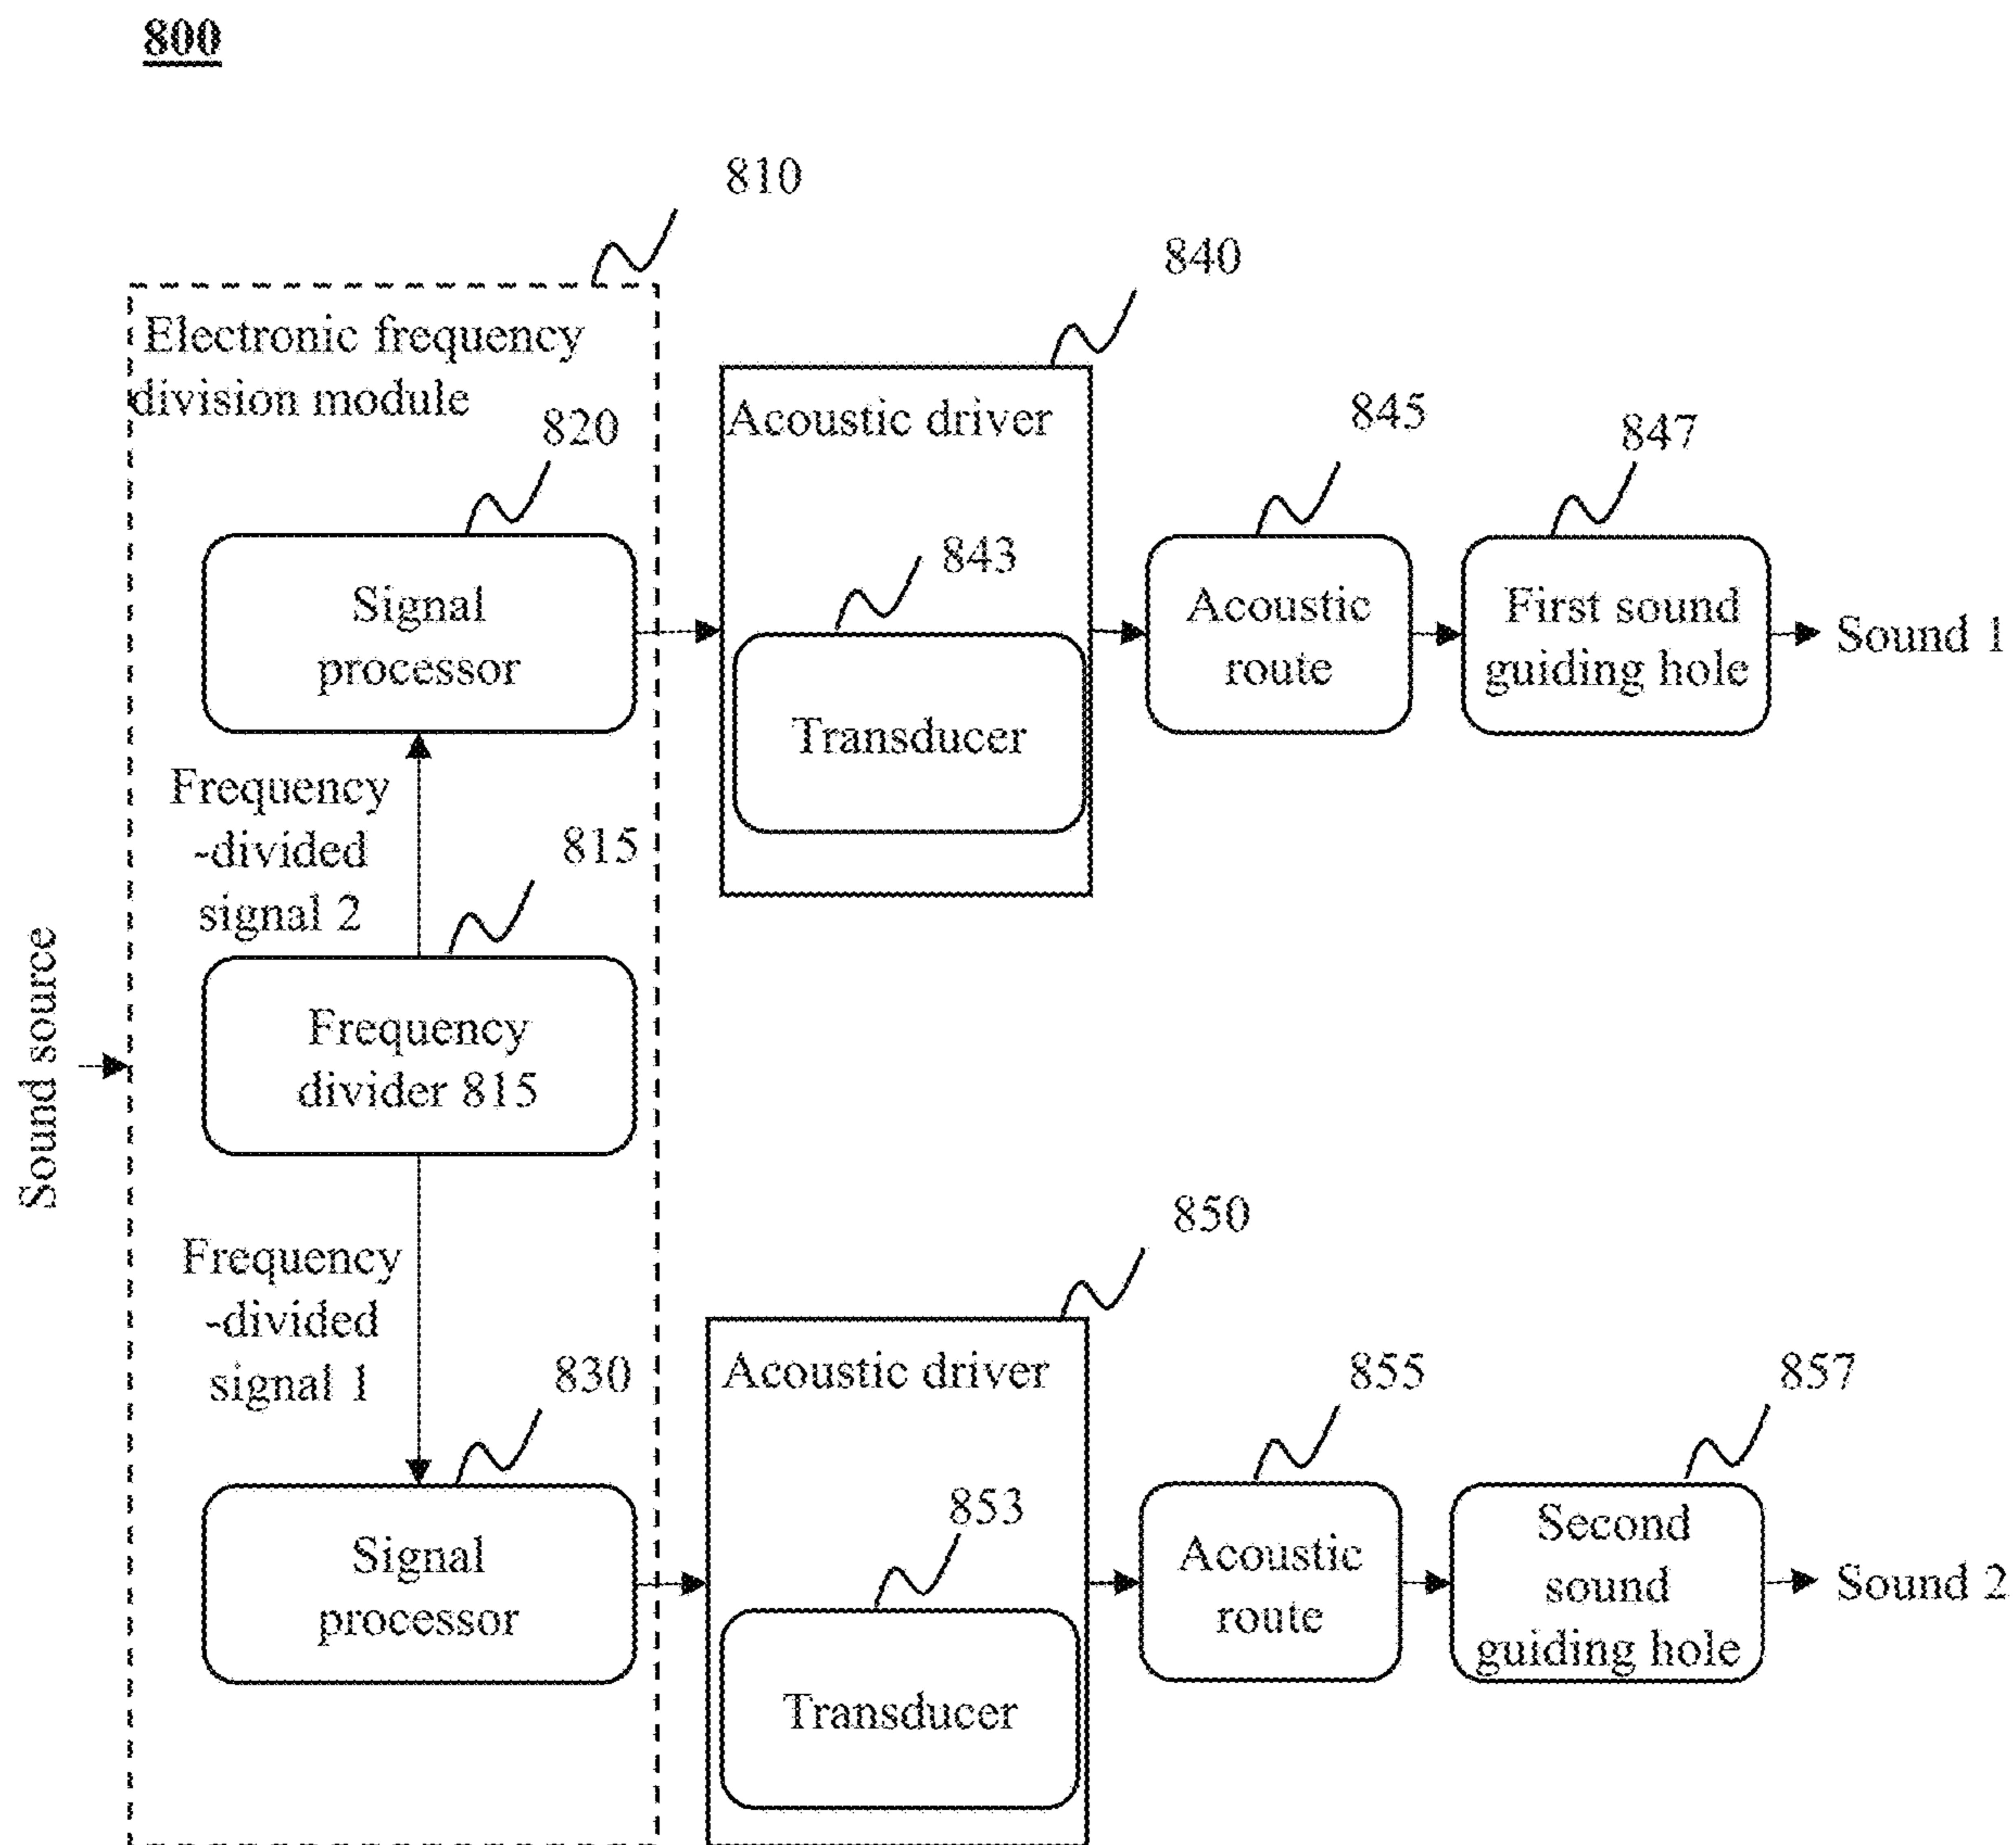 800
810
840
Electronic frequency
division module
820
Acoustic driver
845
847
843
Signal
processor
Acoustic
route
First sound
guiding hole
Sound 1
Transducer
Frequency
-divided
signal 2
815
Sound source
Frequency
divider 815
850
Frequency
-divided
signal 1
830
Acoustic driver
855
857
853
Signal
processor
Acoustic
route
Second
sound
guiding hole
Sound 2
Transducer